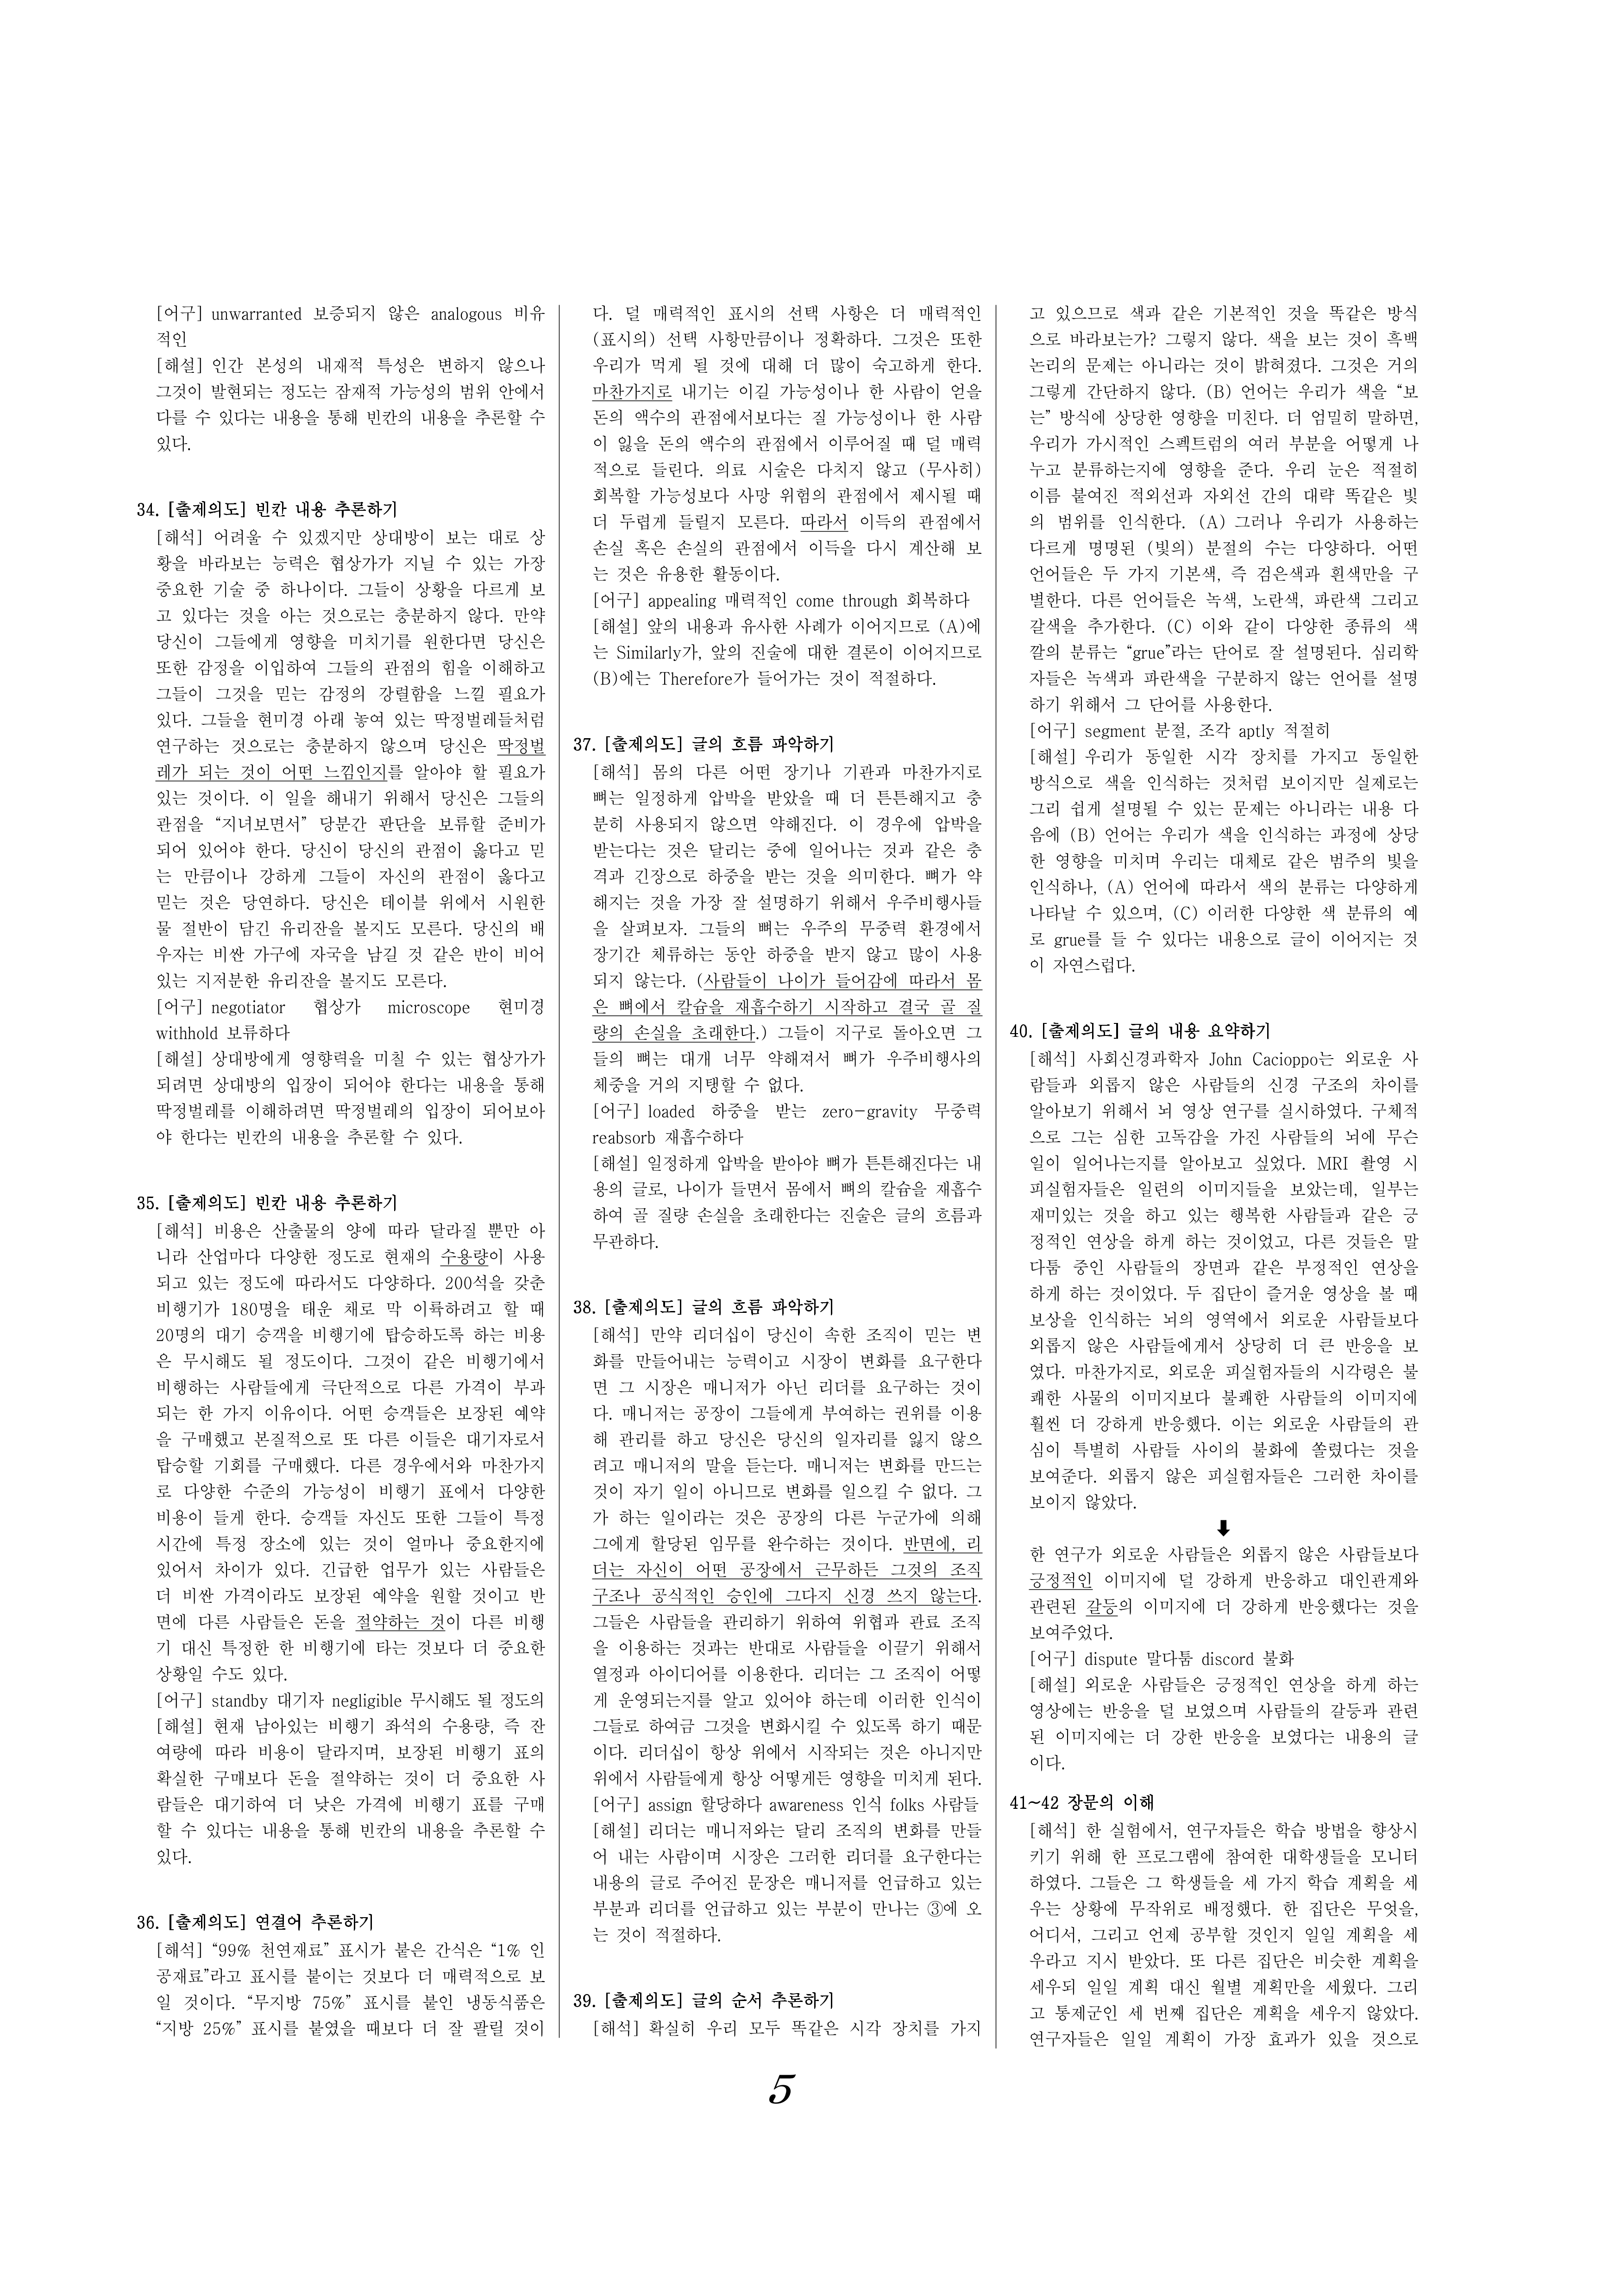 [어구] unwarranted 보증되지 않은 analogous 비유
적인
[해설] 인간 본성의 내재적 특성은 변하지 않으나
그것이 발현되는 정도는 잠재적 가능성의 범위 안에서
다를 수 있다는 내용을 통해 빈칸의 내용을 추론할 수
있다.
34. [출제의도] 빈칸 내용 추론하기
[해석] 어려울 수 있겠지만 상대방이 보는 대로 상
황을 바라보는 능력은 협상가가 지닐 수 있는 가장
중요한 기술 중 하나이다. 그들이 상황을 다르게 보
고 있다는 것을 아는 것으로는 충분하지 않다. 만약
당신이 그들에게 영향을 미치기를 원한다면 당신은
또한 감정을 이입하여 그들의 관점의 힘을 이해하고
그들이 그것을 믿는 감정의 강렬함을 느낄 필요가
있다. 그들을 현미경 아래 놓여 있는 딱정벌레들처럼
연구하는 것으로는 충분하지 않으며 당신은 딱정벌
레가 되는 것이 어떤 느낌인지를 알아야 할 필요가
있는 것이다. 이 일을 해내기 위해서 당신은 그들의
관점을 “지녀보면서” 당분간 판단을 보류할 준비가
되어 있어야 한다. 당신이 당신의 관점이 옳다고 믿
는 만큼이나 강하게 그들이 자신의 관점이 옳다고
믿는 것은 당연하다. 당신은 테이블 위에서 시원한
물 절반이 담긴 유리잔을 볼지도 모른다. 당신의 배
우자는 비싼 가구에 자국을 남길 것 같은 반이 비어
있는 지저분한 유리잔을 볼지도 모른다.
[어구] negotiator 협상가 microscope 현미경
withhold 보류하다
[해설] 상대방에게 영향력을 미칠 수 있는 협상가가
되려면 상대방의 입장이 되어야 한다는 내용을 통해
딱정벌레를 이해하려면 딱정벌레의 입장이 되어보아
야 한다는 빈칸의 내용을 추론할 수 있다.
35. [출제의도] 빈칸 내용 추론하기
[해석] 비용은 산출물의 양에 따라 달라질 뿐만 아
니라 산업마다 다양한 정도로 현재의 수용량이 사용
되고 있는 정도에 따라서도 다양하다. 200석을 갖춘
비행기가 180명을 태운 채로 막 이륙하려고 할 때
20명의 대기 승객을 비행기에 탑승하도록 하는 비용
은 무시해도 될 정도이다. 그것이 같은 비행기에서
비행하는 사람들에게 극단적으로 다른 가격이 부과
되는 한 가지 이유이다. 어떤 승객들은 보장된 예약
을 구매했고 본질적으로 또 다른 이들은 대기자로서
탑승할 기회를 구매했다. 다른 경우에서와 마찬가지
로 다양한 수준의 가능성이 비행기 표에서 다양한
비용이 들게 한다. 승객들 자신도 또한 그들이 특정
시간에 특정 장소에 있는 것이 얼마나 중요한지에
있어서 차이가 있다. 긴급한 업무가 있는 사람들은
더 비싼 가격이라도 보장된 예약을 원할 것이고 반
면에 다른 사람들은 돈을 절약하는 것이 다른 비행
기 대신 특정한 한 비행기에 타는 것보다 더 중요한
상황일 수도 있다.
[어구] standby 대기자 negligible 무시해도 될 정도의
[해설] 현재 남아있는 비행기 좌석의 수용량, 즉 잔
여량에 따라 비용이 달라지며, 보장된 비행기 표의
확실한 구매보다 돈을 절약하는 것이 더 중요한 사
람들은 대기하여 더 낮은 가격에 비행기 표를 구매
할 수 있다는 내용을 통해 빈칸의 내용을 추론할 수
있다.
36. [출제의도] 연결어 추론하기
[해석] “99% 천연재료” 표시가 붙은 간식은 “1% 인
공재료”라고 표시를 붙이는 것보다 더 매력적으로 보
일 것이다. “무지방 75%” 표시를 붙인 냉동식품은
“지방 25%” 표시를 붙였을 때보다 더 잘 팔릴 것이
다. 덜 매력적인 표시의 선택 사항은 더 매력적인
(표시의) 선택 사항만큼이나 정확하다. 그것은 또한
우리가 먹게 될 것에 대해 더 많이 숙고하게 한다.
마찬가지로 내기는 이길 가능성이나 한 사람이 얻을
돈의 액수의 관점에서보다는 질 가능성이나 한 사람
이 잃을 돈의 액수의 관점에서 이루어질 때 덜 매력
적으로 들린다. 의료 시술은 다치지 않고 (무사히)
회복할 가능성보다 사망 위험의 관점에서 제시될 때
더 두렵게 들릴지 모른다. 따라서 이득의 관점에서
손실 혹은 손실의 관점에서 이득을 다시 계산해 보
는 것은 유용한 활동이다.
[어구] appealing 매력적인 come through 회복하다
[해설] 앞의 내용과 유사한 사례가 이어지므로 (A)에
는 Similarly가, 앞의 진술에 대한 결론이 이어지므로
(B)에는 Therefore가 들어가는 것이 적절하다.
37. [출제의도] 글의 흐름 파악하기
[해석] 몸의 다른 어떤 장기나 기관과 마찬가지로
뼈는 일정하게 압박을 받았을 때 더 튼튼해지고 충
분히 사용되지 않으면 약해진다. 이 경우에 압박을
받는다는 것은 달리는 중에 일어나는 것과 같은 충
격과 긴장으로 하중을 받는 것을 의미한다. 뼈가 약
해지는 것을 가장 잘 설명하기 위해서 우주비행사들
을 살펴보자. 그들의 뼈는 우주의 무중력 환경에서
장기간 체류하는 동안 하중을 받지 않고 많이 사용
되지 않는다. (사람들이 나이가 들어감에 따라서 몸
은 뼈에서 칼슘을 재흡수하기 시작하고 결국 골 질
량의 손실을 초래한다.) 그들이 지구로 돌아오면 그
들의 뼈는 대개 너무 약해져서 뼈가 우주비행사의
체중을 거의 지탱할 수 없다.
[어구] loaded 하중을 받는 zero-gravity 무중력
reabsorb 재흡수하다
[해설] 일정하게 압박을 받아야 뼈가 튼튼해진다는 내
용의 글로, 나이가 들면서 몸에서 뼈의 칼슘을 재흡수
하여 골 질량 손실을 초래한다는 진술은 글의 흐름과
무관하다.
38. [출제의도] 글의 흐름 파악하기
[해석] 만약 리더십이 당신이 속한 조직이 믿는 변
화를 만들어내는 능력이고 시장이 변화를 요구한다
면 그 시장은 매니저가 아닌 리더를 요구하는 것이
다. 매니저는 공장이 그들에게 부여하는 권위를 이용
해 관리를 하고 당신은 당신의 일자리를 잃지 않으
려고 매니저의 말을 듣는다. 매니저는 변화를 만드는
것이 자기 일이 아니므로 변화를 일으킬 수 없다. 그
가 하는 일이라는 것은 공장의 다른 누군가에 의해
그에게 할당된 임무를 완수하는 것이다. 반면에, 리
더는 자신이 어떤 공장에서 근무하든 그것의 조직
구조나 공식적인 승인에 그다지 신경 쓰지 않는다.
그들은 사람들을 관리하기 위하여 위협과 관료 조직
을 이용하는 것과는 반대로 사람들을 이끌기 위해서
열정과 아이디어를 이용한다. 리더는 그 조직이 어떻
게 운영되는지를 알고 있어야 하는데 이러한 인식이
그들로 하여금 그것을 변화시킬 수 있도록 하기 때문
이다. 리더십이 항상 위에서 시작되는 것은 아니지만
위에서 사람들에게 항상 어떻게든 영향을 미치게 된다.
[어구] assign 할당하다 awareness 인식 folks 사람들
[해설] 리더는 매니저와는 달리 조직의 변화를 만들
어 내는 사람이며 시장은 그러한 리더를 요구한다는
내용의 글로 주어진 문장은 매니저를 언급하고 있는
부분과 리더를 언급하고 있는 부분이 만나는 ③에 오
는 것이 적절하다.
39. [출제의도] 글의 순서 추론하기
[해석] 확실히 우리 모두 똑같은 시각 장치를 가지
고 있으므로 색과 같은 기본적인 것을 똑같은 방식
으로 바라보는가? 그렇지 않다. 색을 보는 것이 흑백
논리의 문제는 아니라는 것이 밝혀졌다. 그것은 거의
그렇게 간단하지 않다. (B) 언어는 우리가 색을 “보
는” 방식에 상당한 영향을 미친다. 더 엄밀히 말하면,
우리가 가시적인 스펙트럼의 여러 부분을 어떻게 나
누고 분류하는지에 영향을 준다. 우리 눈은 적절히
이름 붙여진 적외선과 자외선 간의 대략 똑같은 빛
의 범위를 인식한다. (A) 그러나 우리가 사용하는
다르게 명명된 (빛의) 분절의 수는 다양하다. 어떤
언어들은 두 가지 기본색, 즉 검은색과 흰색만을 구
별한다. 다른 언어들은 녹색, 노란색, 파란색 그리고
갈색을 추가한다. (C) 이와 같이 다양한 종류의 색
깔의 분류는 “grue”라는 단어로 잘 설명된다. 심리학
자들은 녹색과 파란색을 구분하지 않는 언어를 설명
하기 위해서 그 단어를 사용한다.
[어구] segment 분절, 조각 aptly 적절히
[해설] 우리가 동일한 시각 장치를 가지고 동일한
방식으로 색을 인식하는 것처럼 보이지만 실제로는
그리 쉽게 설명될 수 있는 문제는 아니라는 내용 다
음에 (B) 언어는 우리가 색을 인식하는 과정에 상당
한 영향을 미치며 우리는 대체로 같은 범주의 빛을
인식하나, (A) 언어에 따라서 색의 분류는 다양하게
나타날 수 있으며, (C) 이러한 다양한 색 분류의 예
로 grue를 들 수 있다는 내용으로 글이 이어지는 것
이 자연스럽다.
40. [출제의도] 글의 내용 요약하기
[해석] 사회신경과학자 John Cacioppo는 외로운 사
람들과 외롭지 않은 사람들의 신경 구조의 차이를
알아보기 위해서 뇌 영상 연구를 실시하였다. 구체적
으로 그는 심한 고독감을 가진 사람들의 뇌에 무슨
일이 일어나는지를 알아보고 싶었다. MRI 촬영 시
피실험자들은 일련의 이미지들을 보았는데, 일부는
재미있는 것을 하고 있는 행복한 사람들과 같은 긍
정적인 연상을 하게 하는 것이었고, 다른 것들은 말
다툼 중인 사람들의 장면과 같은 부정적인 연상을
하게 하는 것이었다. 두 집단이 즐거운 영상을 볼 때
보상을 인식하는 뇌의 영역에서 외로운 사람들보다
외롭지 않은 사람들에게서 상당히 더 큰 반응을 보
였다. 마찬가지로, 외로운 피실험자들의 시각령은 불
쾌한 사물의 이미지보다 불쾌한 사람들의 이미지에
훨씬 더 강하게 반응했다. 이는 외로운 사람들의 관
심이 특별히 사람들 사이의 불화에 쏠렸다는 것을
보여준다. 외롭지 않은 피실험자들은 그러한 차이를
보이지 않았다.
한 연구가 외로운 사람들은 외롭지 않은 사람들보다
긍정적인 이미지에 덜 강하게 반응하고 대인관계와
관련된 갈등의 이미지에 더 강하게 반응했다는 것을
보여주었다.
[어구] dispute 말다툼 discord 불화
[해설] 외로운 사람들은 긍정적인 연상을 하게 하는
영상에는 반응을 덜 보였으며 사람들의 갈등과 관련
된 이미지에는 더 강한 반응을 보였다는 내용의 글
이다.
41~42 장문의 이해
[해석] 한 실험에서, 연구자들은 학습 방법을 향상시
키기 위해 한 프로그램에 참여한 대학생들을 모니터
하였다. 그들은 그 학생들을 세 가지 학습 계획을 세
우는 상황에 무작위로 배정했다. 한 집단은 무엇을,
어디서, 그리고 언제 공부할 것인지 일일 계획을 세
우라고 지시 받았다. 또 다른 집단은 비슷한 계획을
세우되 일일 계획 대신 월별 계획만을 세웠다. 그리
고 통제군인 세 번째 집단은 계획을 세우지 않았다.
연구자들은 일일 계획이 가장 효과가 있을 것으로
5